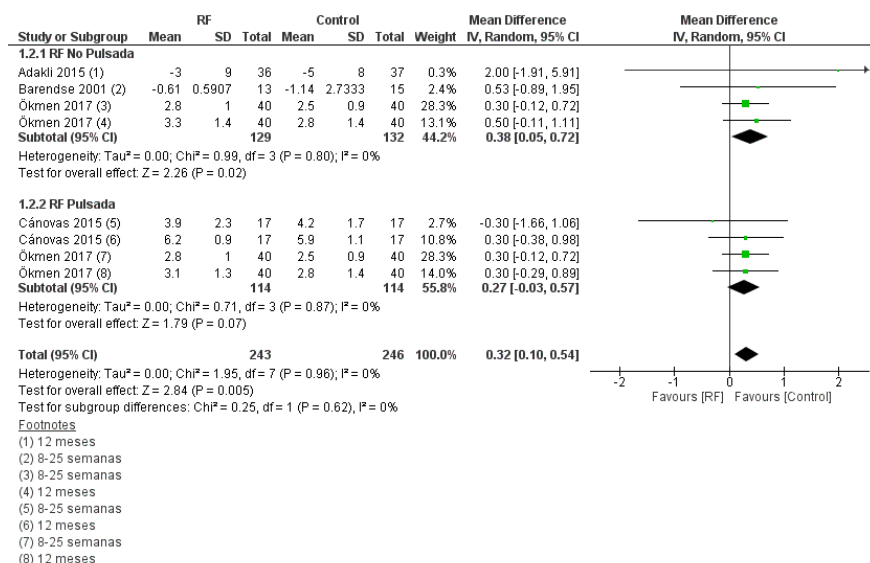 RF Control Mean Difference Mean Difference
Study or Subgroup Mean SD Total Mean SD Total Weight IV, Random, 95% CI IV, Random, 95% CI
1.2.1 RF No Pulsada
Adakli 2015 (1) -3 9 36 -5 8 37 0.3% 2.00 [-1.91, 5.91]
Barendse 2001 (2) -0.61 0.5907 13 -1.14 2.7333 15 2.4% 0.53 [-0.89, 1.95]
Ökmen 2017 (3) 2.8 1 40 2.5 0.9 40 28.3% 0.30 [-0.12, 0.72]
Ökmen 2017 (4) 3.3 1.4 40 2.8 1.4 40 13.1% 0.50 [-0.11, 1.11]
Subtotal (95% CI) 129 132 44.2% 0.38 [0.05, 0.72]
Heterogeneity: Tau² = 0.00; Chi² = 0.99, df = 3 (P = 0.80); I² = 0%
Test for overall effect: Z = 2.26 (P = 0.02)
1.2.2 RF Pulsada
Cánovas 2015 (5) 3.9 2.3 17 4.2 1.7 17 2.7% -0.30 [-1.66, 1.06]
Cánovas 2015 (6) 6.2 0.9 17 5.9 1.1 17 10.8% 0.30 [-0.38, 0.98]
Ökmen 2017 (7) 2.8 1 40 2.5 0.9 40 28.3% 0.30 [-0.12, 0.72]
Ökmen 2017 (8) 3.1 1.3 40 2.8 1.4 40 14.0% 0.30 [-0.29, 0.89]
Subtotal (95% CI) 114 114 55.8% 0.27 [-0.03, 0.57]
Heterogeneity: Tau² = 0.00; Chi² = 0.71, df = 3 (P = 0.87); I² = 0%
Test for overall effect: Z = 1.79 (P = 0.07)
Total (95% CI) 243 246 100.0% 0.32 [0.10, 0.54]
Heterogeneity: Tau² = 0.00; Chi² = 1.95, df = 7 (P = 0.96); I² = 0%
Test for overall effect: Z = 2.84 (P = 0.005)
Test for subgroup differences: Chi² = 0.25, df = 1 (P = 0.62), I² = 0%
-2 -1 0 1 2
Favours [RF] Favours [Control]
Footnotes
(1) 12 meses
(2) 8-25 semanas
(3) 8-25 semanas
(4) 12 meses
(5) 8-25 semanas
(6) 12 meses
(7) 8-25 semanas
(8) 12 meses